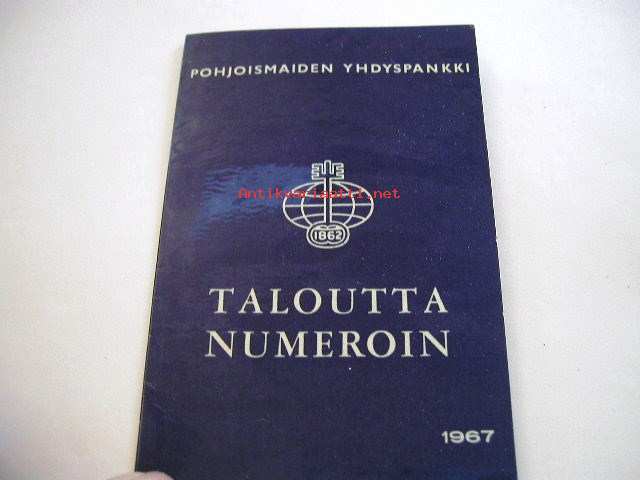 POHJOISMAIDEN YHDYSPANKKI
Antikvariaatti.net
1862
TALOUTTA
NUMEROIN
1967